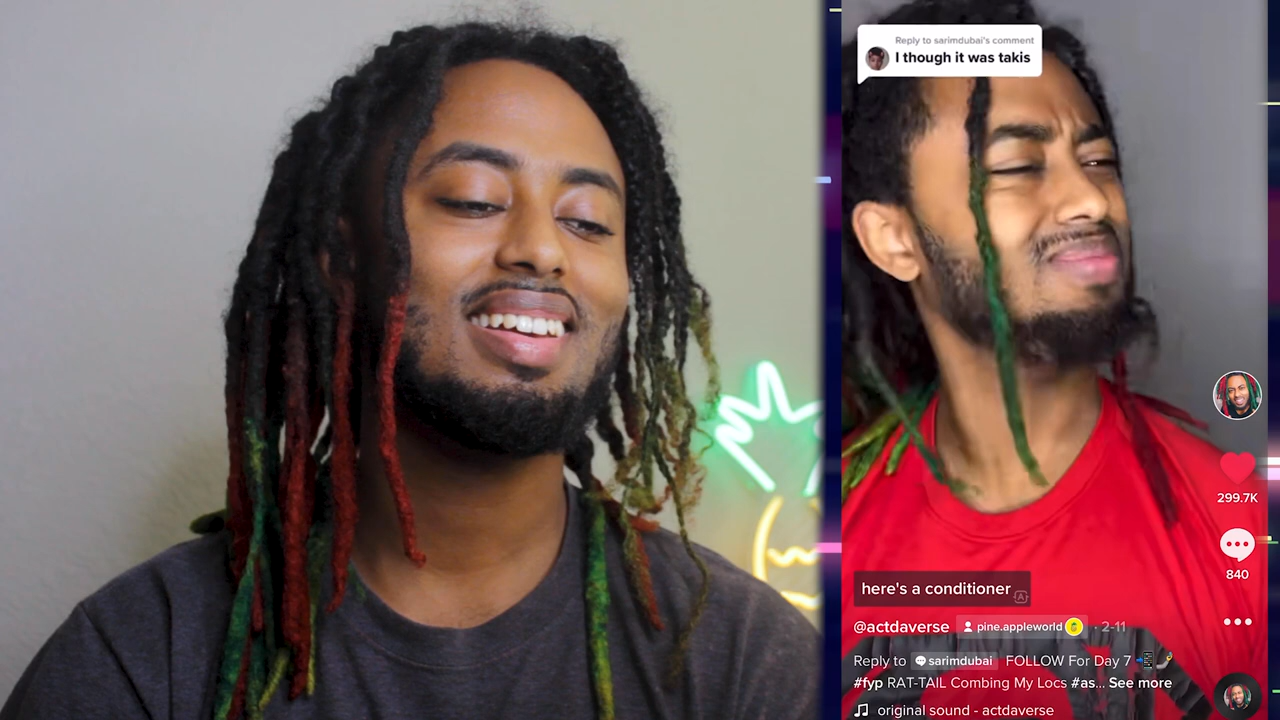 Reply to sarimdubai's comment
I though it was takis
299.7K
840
here's a conditioner
@actdaverse pine.appleworld · 2-11
Reply to sarimdubai FOLLOW For Day 7
#fyp RAT-TAIL Combing My Locs #as... See more
original sound - actdaverse